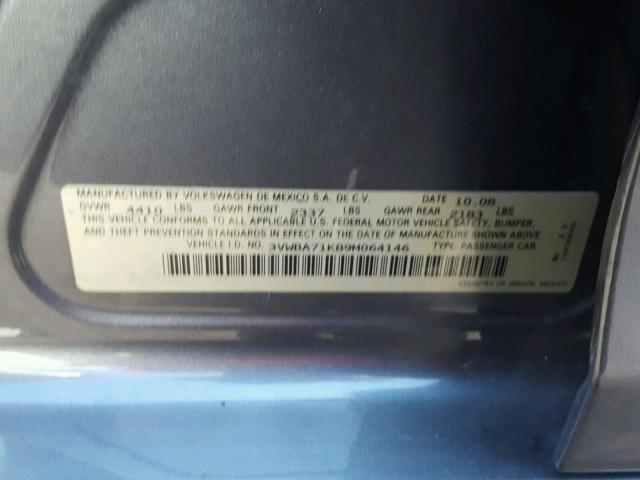 MANUFACTURED BY VOLKSWAGEN DE MEXICO S.A. DE C.V. DATE 10.08
GVWR 4410 LBS GAWR FRONT 2337 LBS GAWR REAR 2183 LBS
THIS VEHICLE CONFORMS TO ALL APPLICABLE U.S. FEDERAL MOTOR VEHICLE SAFETY, BUMPER,
AND THEFT PREVENTION STANDARDS IN EFFECT ON THE DATE OF MANUFACTURE SHOWN ABOVE.
VEHICLE I.D. NO. 3VWBA71K89M064146 TYPE: PASSENGER CAR
COUNTRY OF ORIGIN: MEXICO